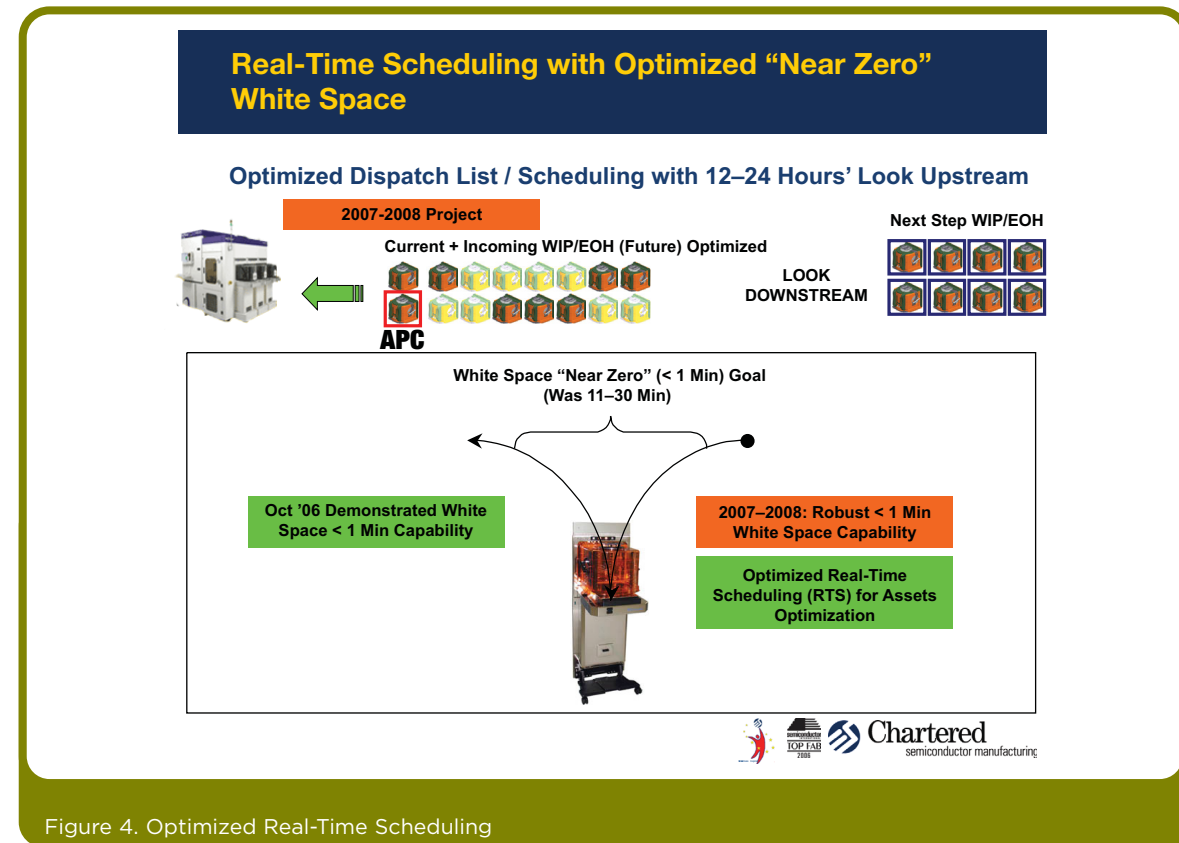 Real-Time Scheduling with Optimized “Near Zero”
White Space
Optimized Dispatch List / Scheduling with 12–24 Hours’ Look Upstream
2007-2008 Project
Next Step WIP/EOH
Current + Incoming WIP/EOH (Future) Optimized
LOOK
DOWNSTREAM
APC
White Space “Near Zero” (< 1 Min) Goal
(Was 11–30 Min)
Oct ’06 Demonstrated White
Space < 1 Min Capability
2007–2008: Robust < 1 Min
White Space Capability
Optimized Real-Time
Scheduling (RTS) for Assets
Optimization
semiconductor
INTERNATIONAL
TOP FAB
2006
Chartered
semiconductor manufacturing
Figure 4. Optimized Real-Time Scheduling